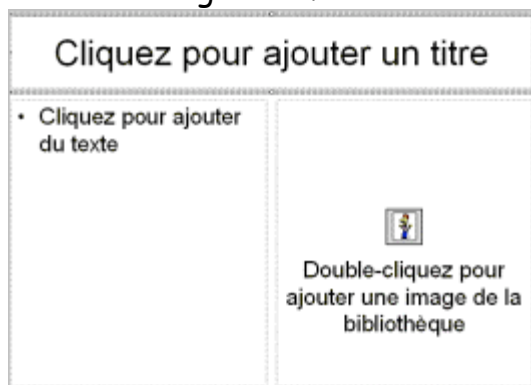 Cliquez pour ajouter un titre
• Cliquez pour ajouter
du texte
Double-cliquez pour
ajouter une image de la
bibliothèque